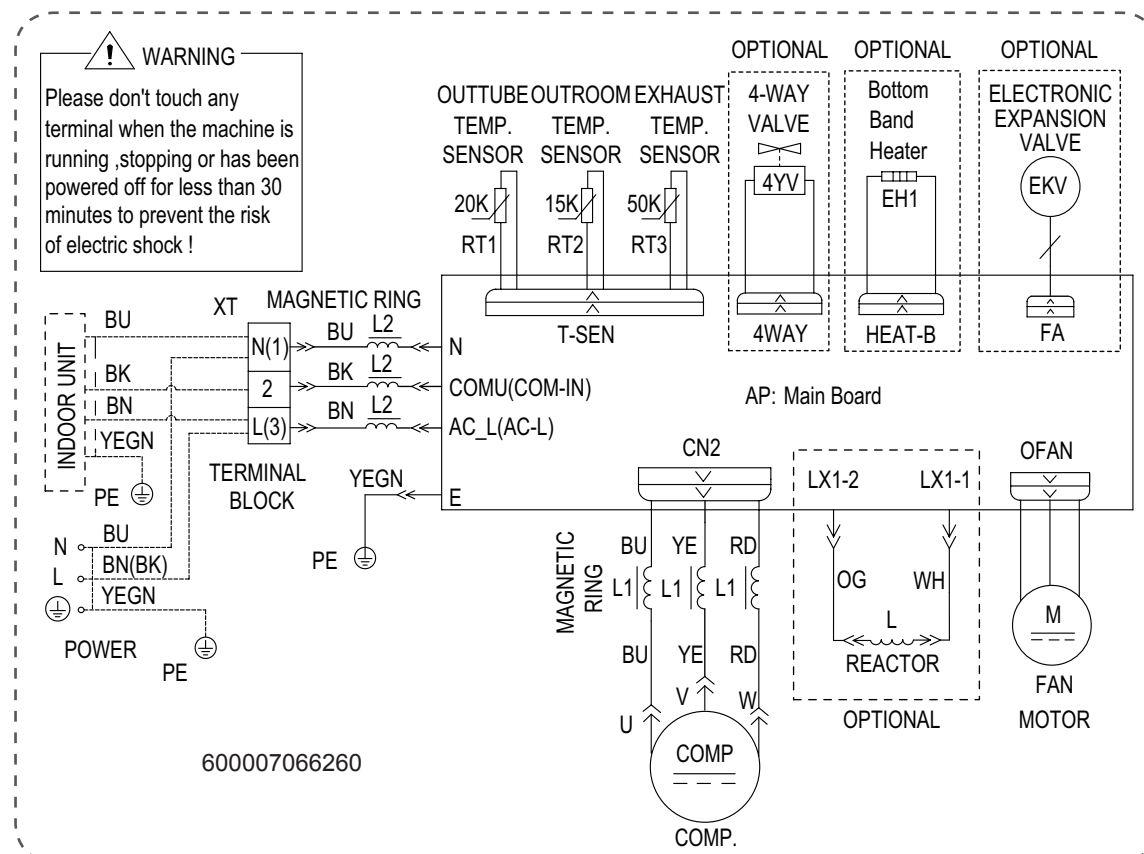 WARNING
Please don't touch any
terminal when the machine is
running ,stopping or has been
powered off for less than 30
minutes to prevent the risk
of electric shock !
OPTIONAL
OPTIONAL
OPTIONAL
OUTTUBE
TEMP.
SENSOR
OUTROOM
TEMP.
SENSOR
EXHAUST
TEMP.
SENSOR
4-WAY
VALVE
4YV
Bottom
Band
Heater
EH1
ELECTRONIC
EXPANSION
VALVE
EKV
20K
RT1
15K
RT2
50K
RT3
T-SEN
4WAY
HEAT-B
FA
XT
MAGNETIC RING
INDOOR UNIT
BU
BK
BN
YEGN
PE
N(1)
2
L(3)
TERMINAL
BLOCK
BU L2
BK L2
BN L2
N
COMU(COM-IN)
AC_L(AC-L)
E
YEGN
PE
AP: Main Board
N
BU
L
BN(BK)
YEGN
POWER
PE
CN2
LX1-2
LX1-1
OFAN
MAGNETIC
RING
BU YE RD
L1 L1 L1
BU YE RD
U V W
COMP
COMP.
OG
WH
L
REACTOR
OPTIONAL
M
FAN
MOTOR
600007066260